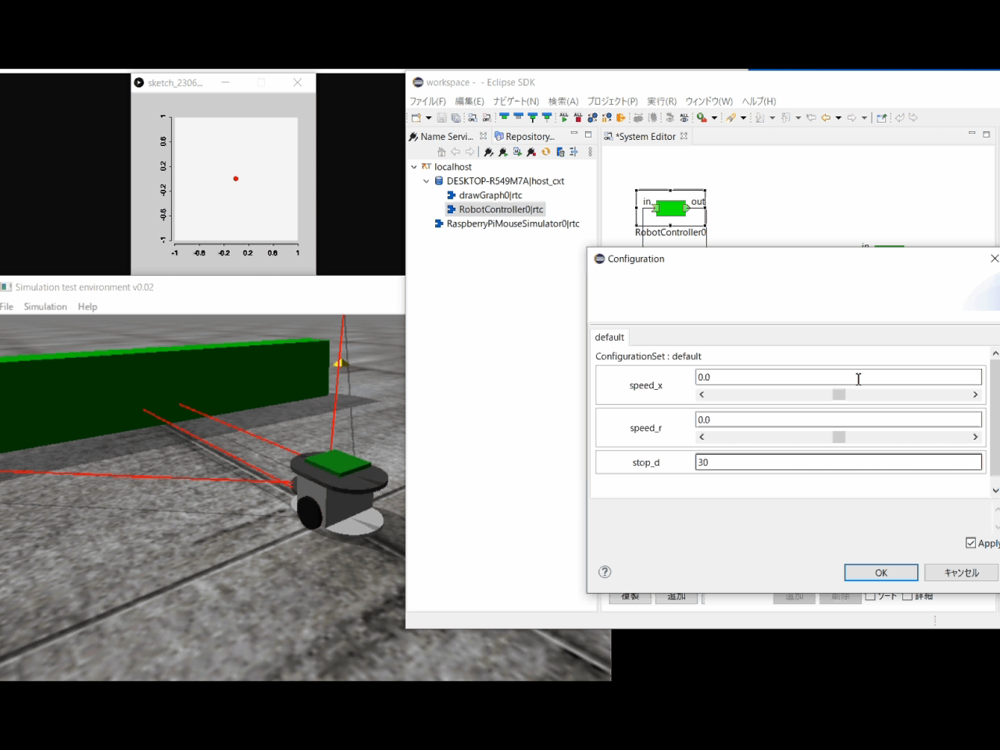 sketch_2306...
1
0.6
0.2
-0.2
-0.6
-1
-1 -0.6 -0.2 0.2 0.6 1
Simulation test environment v0.02
File Simulation Help
workspace - - Eclipse SDK
ファイル(F) 編集(E) ナビゲート(N) 検索(A) プロジェクト(P) 実行(R) ウィンドウ(W) ヘルプ(H)
Name Servi... Repository...
*System Editor
localhost
DESKTOP-R549M7A|host_cxt
drawGraph0|rtc
RobotController0|rtc
RaspberryPiMouseSimulator0|rtc
in out
RobotController0
in
Configuration
default
ConfigurationSet : default
speed_x 0.0
speed_r 0.0
stop_d 30
Apply
OK キャンセル
複製 追加 追加 削除 ソート 詳細